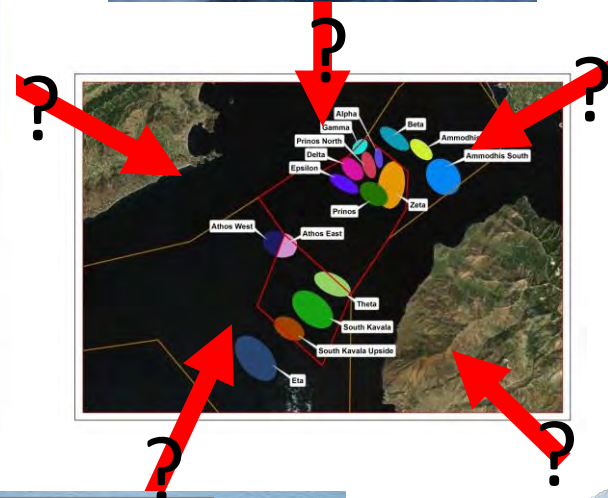 ?
?
?
Alpha
Gamma
Beta
Prinos North
Ammodhis
Delta
Ammodhis South
Epsilon
Prinos
Zeta
Athos West
Athos East
Theta
South Kavala
South Kavala Upside
Eta
?
?